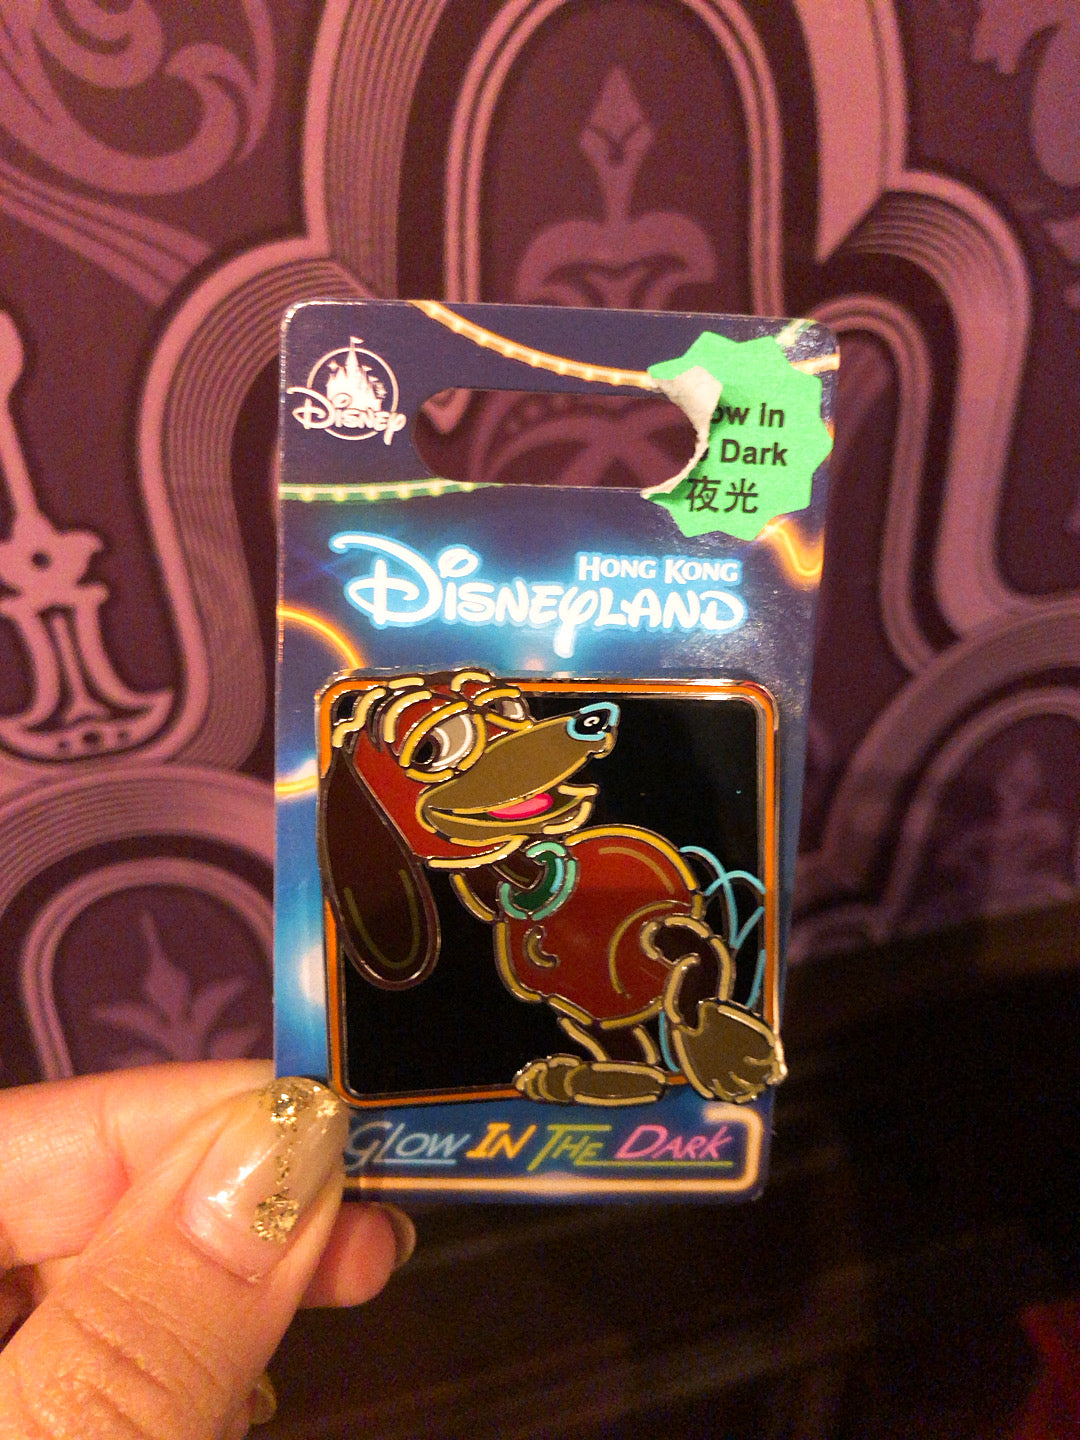 Disney
ow in
Dark
夜光
HONG KONG
DISNEYLAND
GLOW IN THE DARK